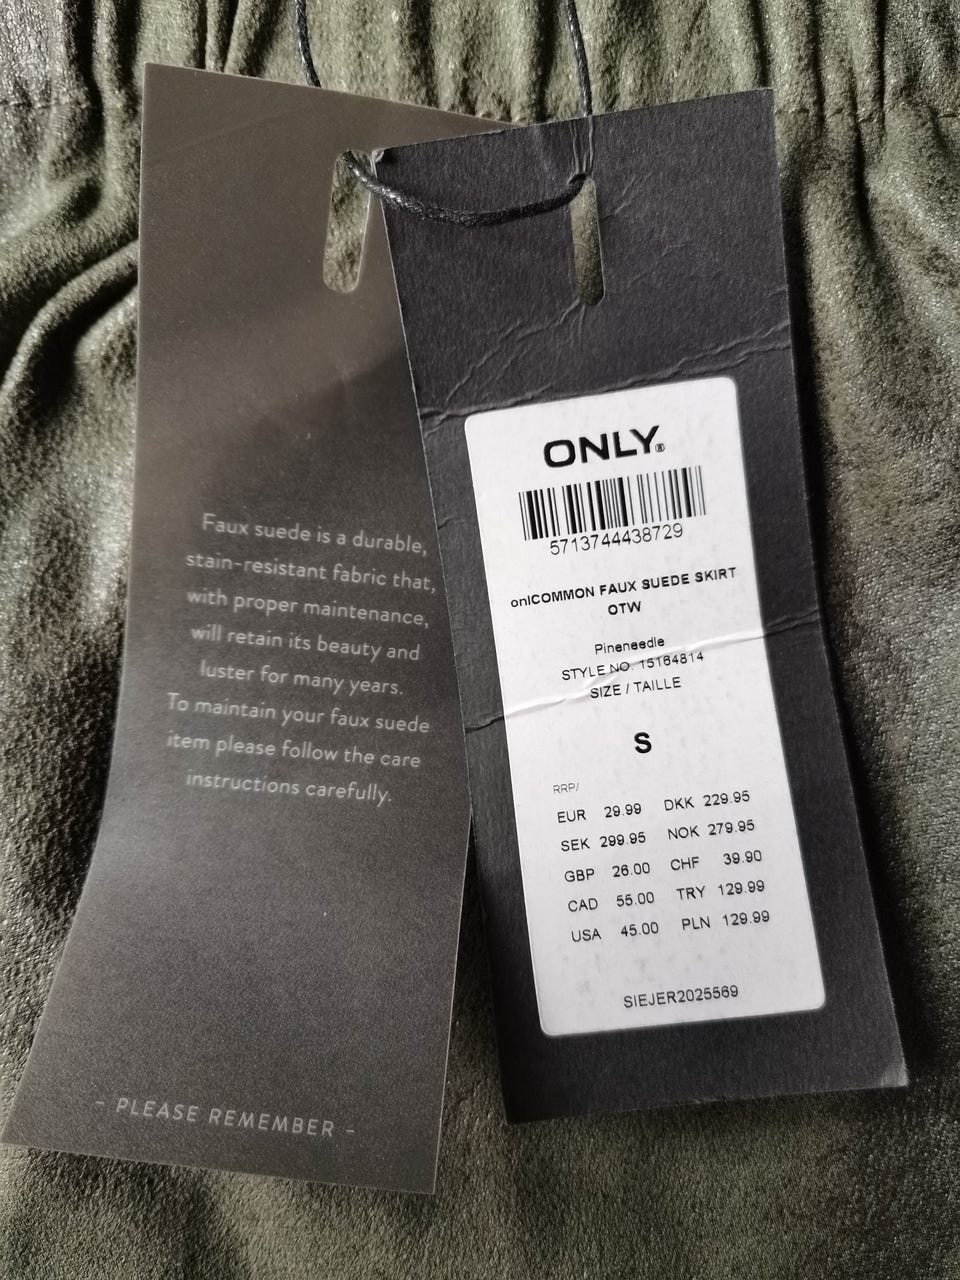 Faux suede is a durable,
stain-resistant fabric that,
with proper maintenance,
will retain its beauty and
luster for many years.
To maintain your faux suede
item please follow the care
instructions carefully.
- PLEASE REMEMBER -
ONLY®
5713744438729
onlCOMMON FAUX SUEDE SKIRT
OTW
Pineneedle
STYLE NO. 15164814
SIZE / TAILLE
S
RRP/
EUR 29.99 DKK 229.95
SEK 299.95 NOK 279.95
GBP 26.00 CHF 39.90
CAD 55.00 TRY 129.99
USA 45.00 PLN 129.99
SIEJER2025569